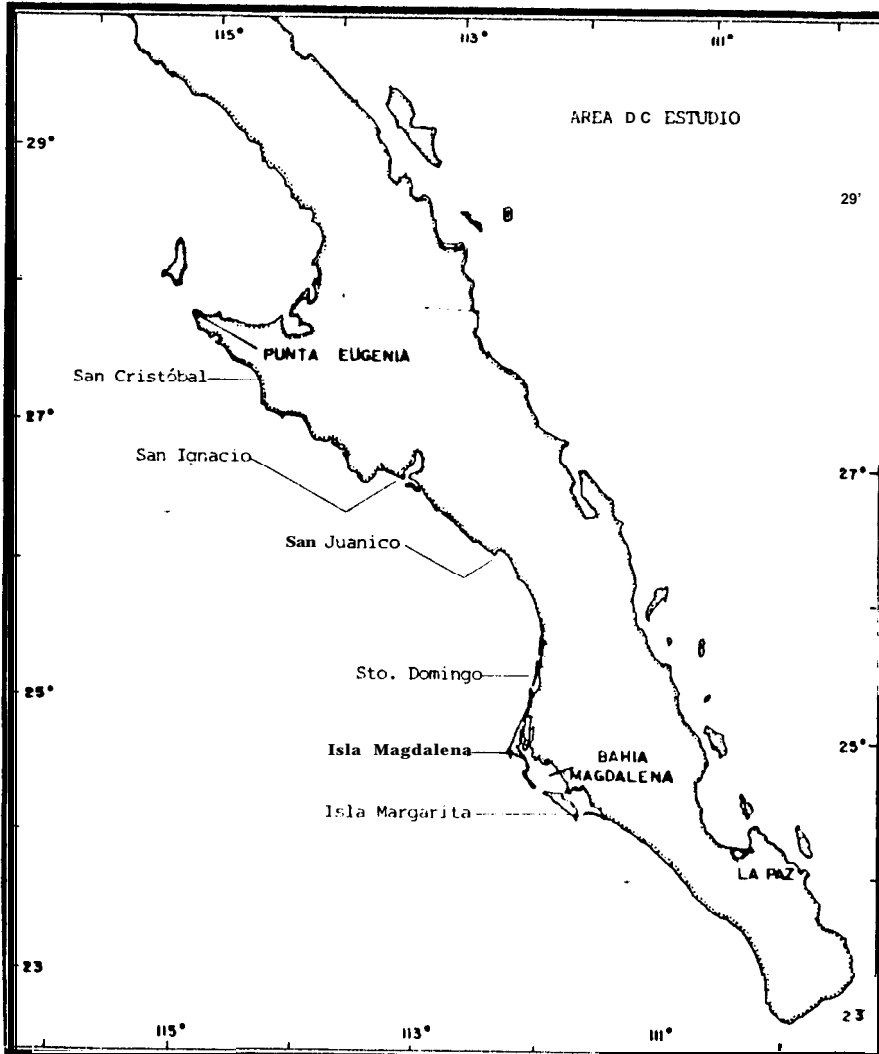 115° 113° 111°
AREA DC ESTUDIO
29°
29'
PUNTA EUGENIA
San Cristóbal
27°
San Ignacio
27°
San Juanico
Sto. Domingo
25°
25°
Isla Magdalena
BAHIA
MAGDALENA
Isla Margarita
LA PAZ
23
23
115° 113° 111°